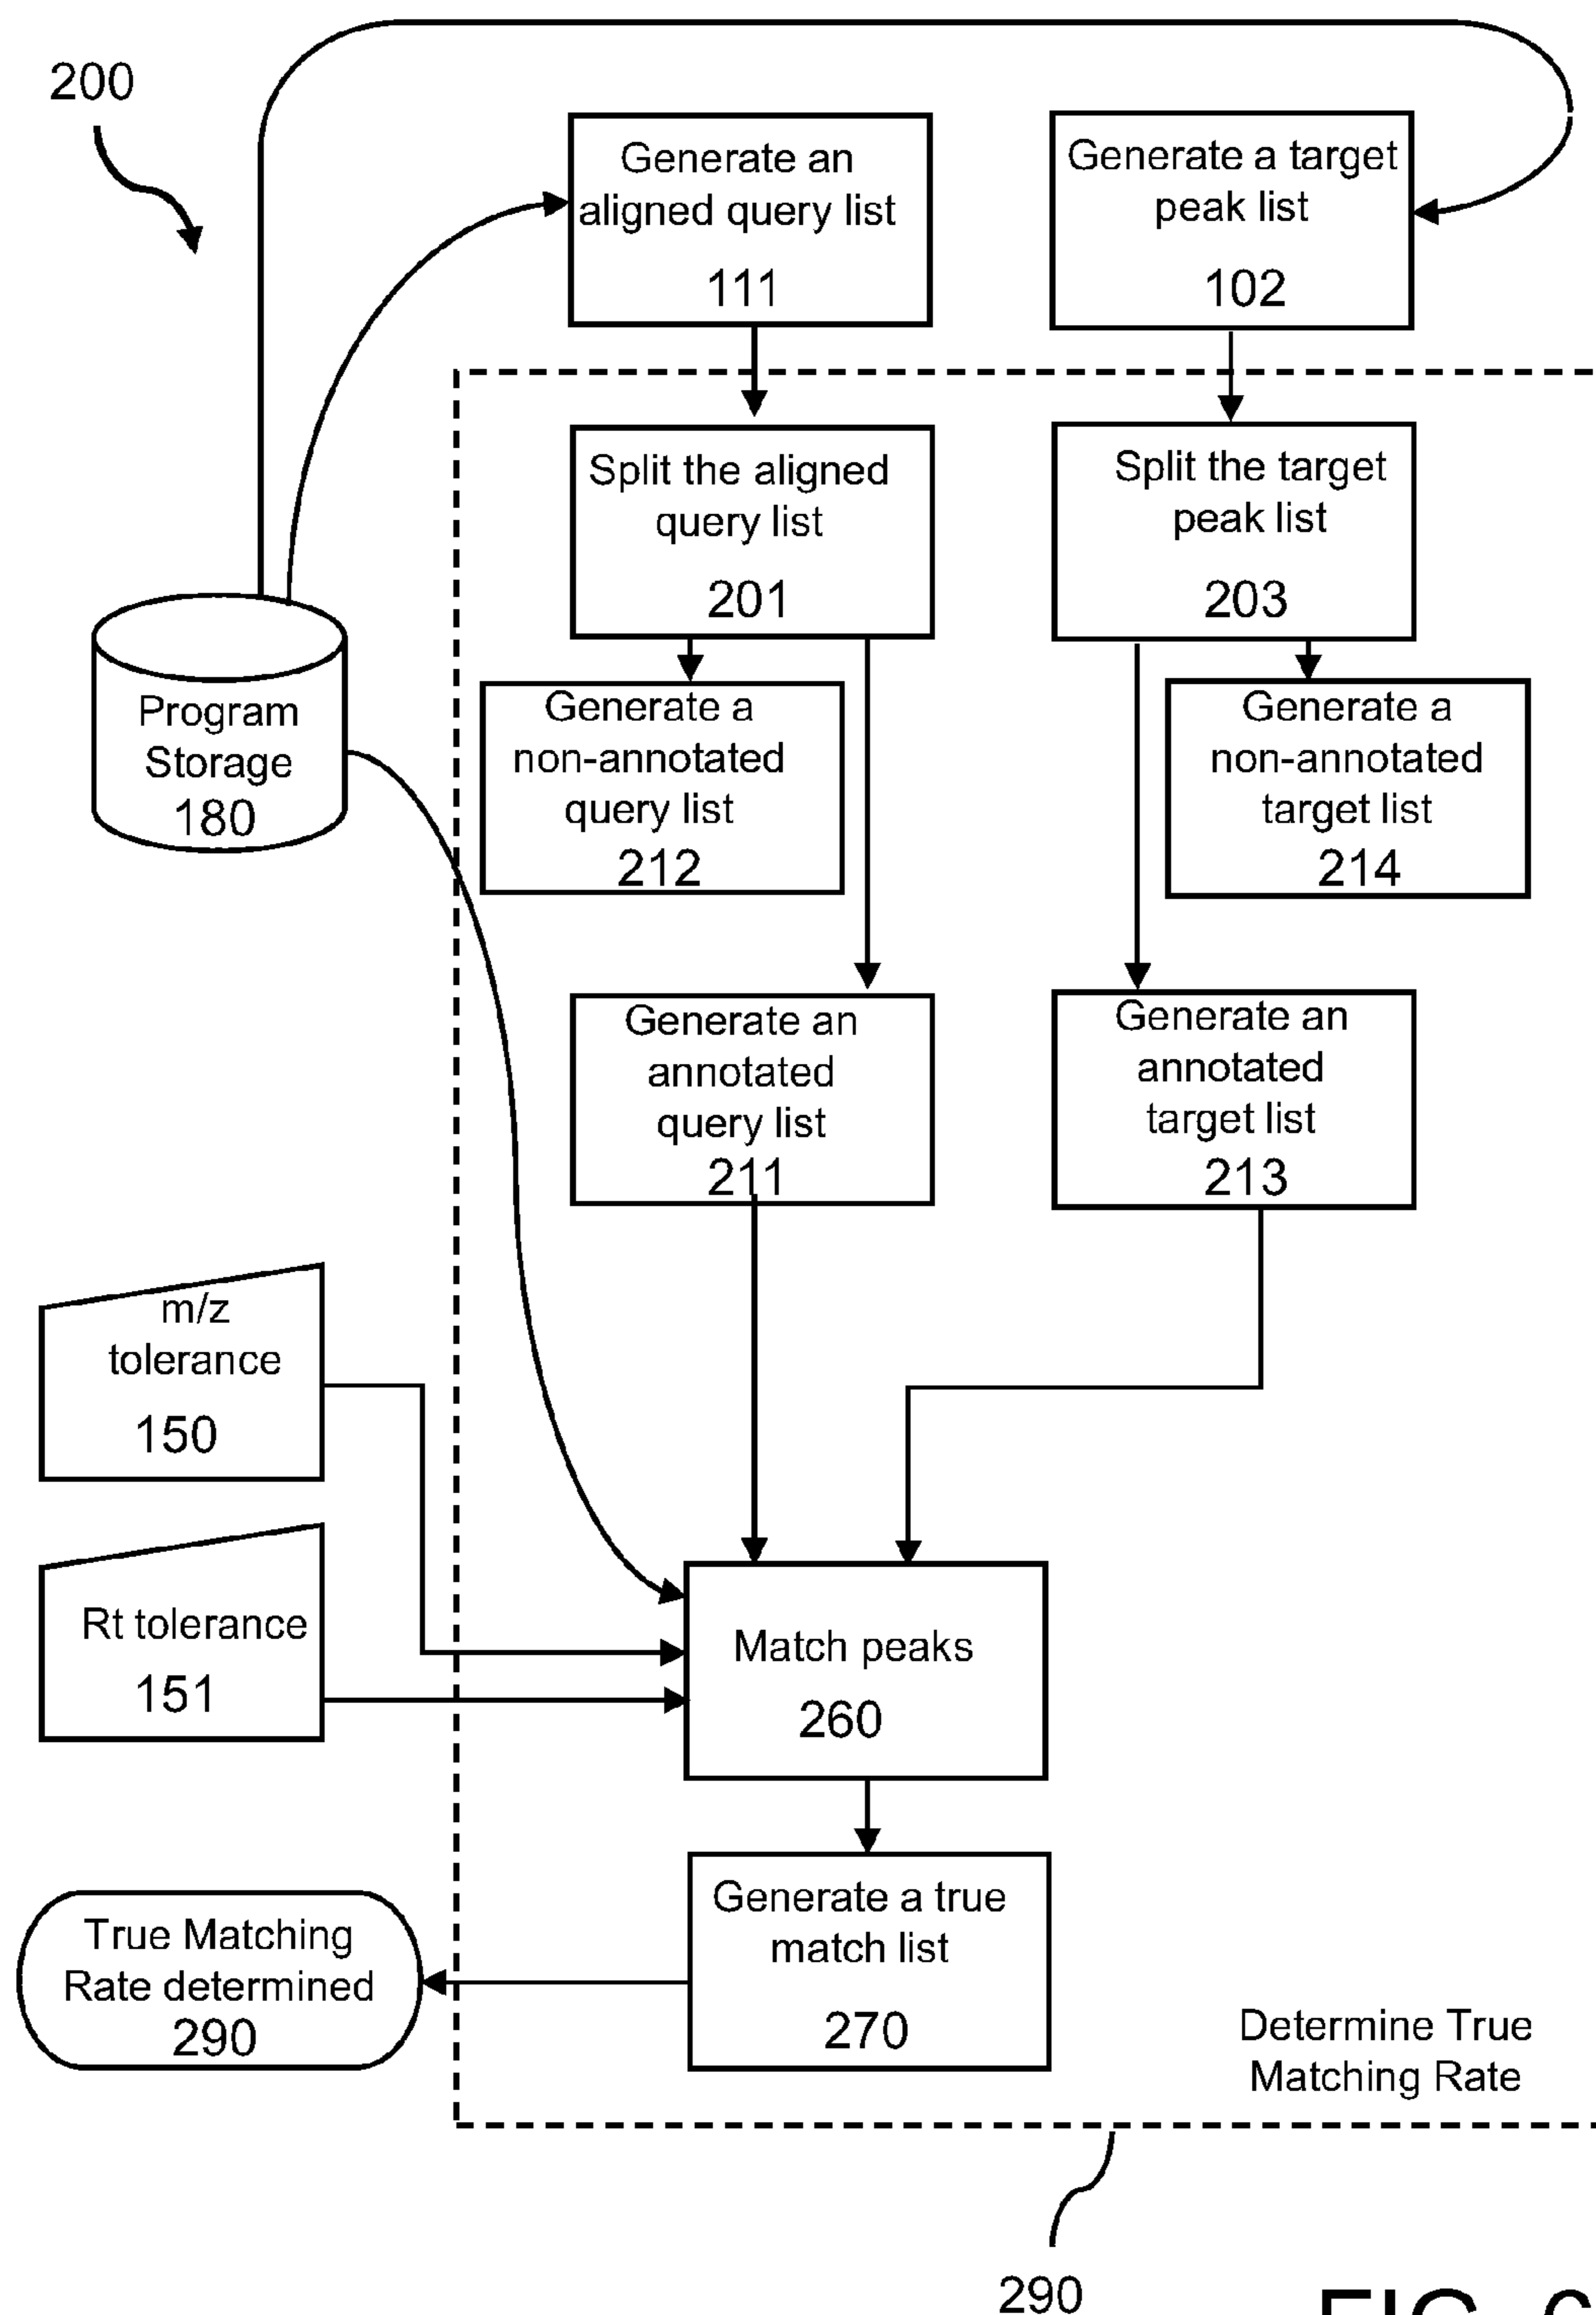 200
Generate an
aligned query list
111
Generate a target
peak list
102
Split the aligned
query list
201
Split the target
peak list
203
Program
Storage
180
Generate a
non-annotated
query list
212
Generate a
non-annotated
target list
214
Generate an
annotated
query list
211
Generate an
annotated
target list
213
m/z
tolerance
150
Rt tolerance
151
Match peaks
260
Generate a true
match list
270
True Matching
Rate determined
290
Determine True
Matching Rate
290
FIG.